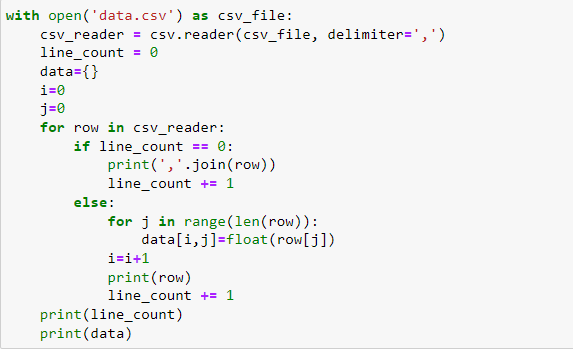 with open('data.csv') as csv_file:
    csv_reader = csv.reader(csv_file, delimiter=',')
    line_count = 0
    data={}
    i=0
    j=0
    for row in csv_reader:
        if line_count == 0:
            print(','.join(row))
            line_count += 1
        else:
            for j in range(len(row)):
                data[i,j]=float(row[j])
            i=i+1
            print(row)
            line_count += 1
    print(line_count)
    print(data)